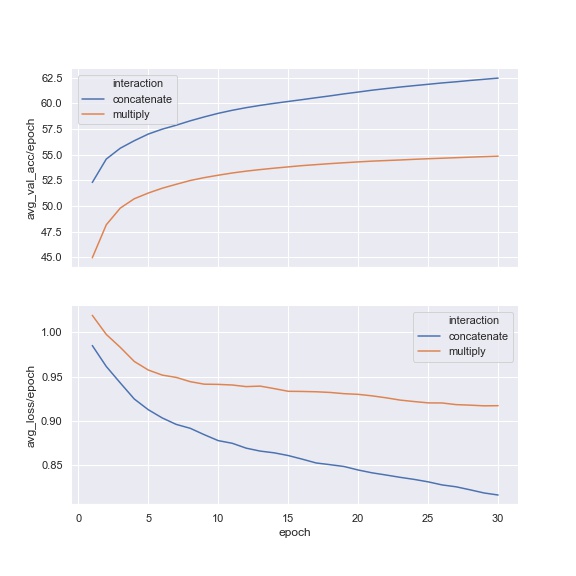 62.5
60.0
57.5
55.0
52.5
50.0
47.5
45.0
avg_val_acc/epoch
interaction
concatenate
multiply
1.00
0.95
0.90
0.85
avg_loss/epoch
interaction
concatenate
multiply
0 5 10 15 20 25 30
epoch